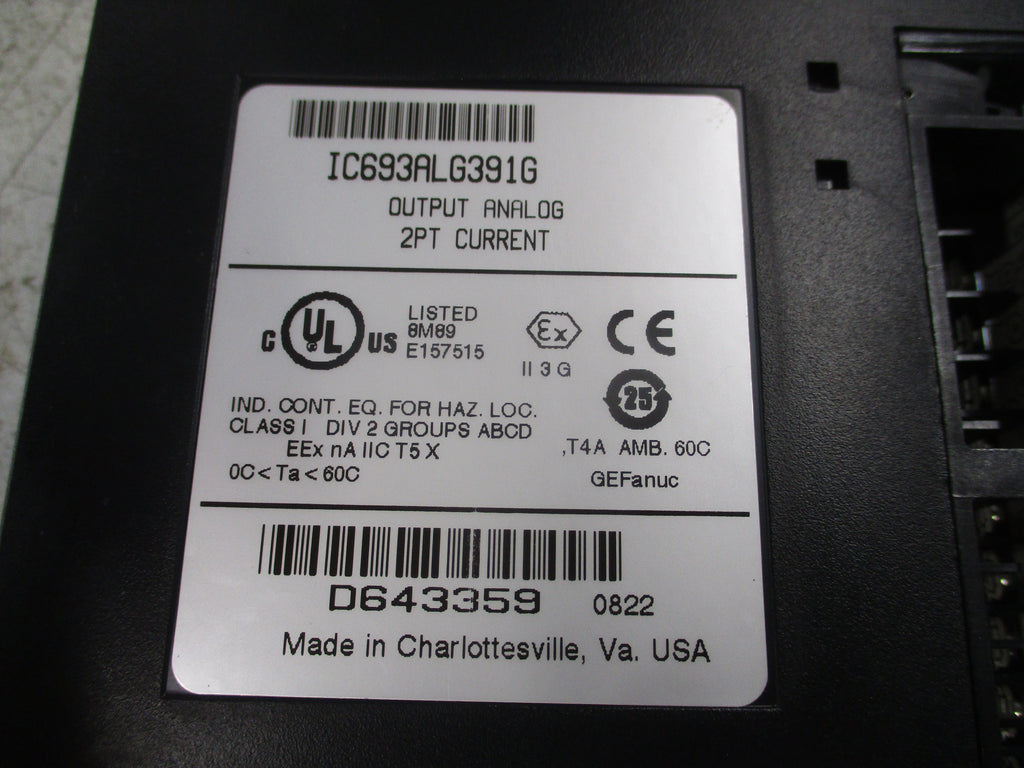 IC693ALG391G
OUTPUT ANALOG
2PT CURRENT
C UL US LISTED
8M89
E157515
Ex
II 3 G
CE
25
IND. CONT. EQ. FOR HAZ. LOC.
CLASS I DIV 2 GROUPS ABCD
EEx nA IIC T5 X
0C < Ta < 60C
,T4A AMB. 60C
GEFanuc
D643359 0822
Made in Charlottesville, Va. USA